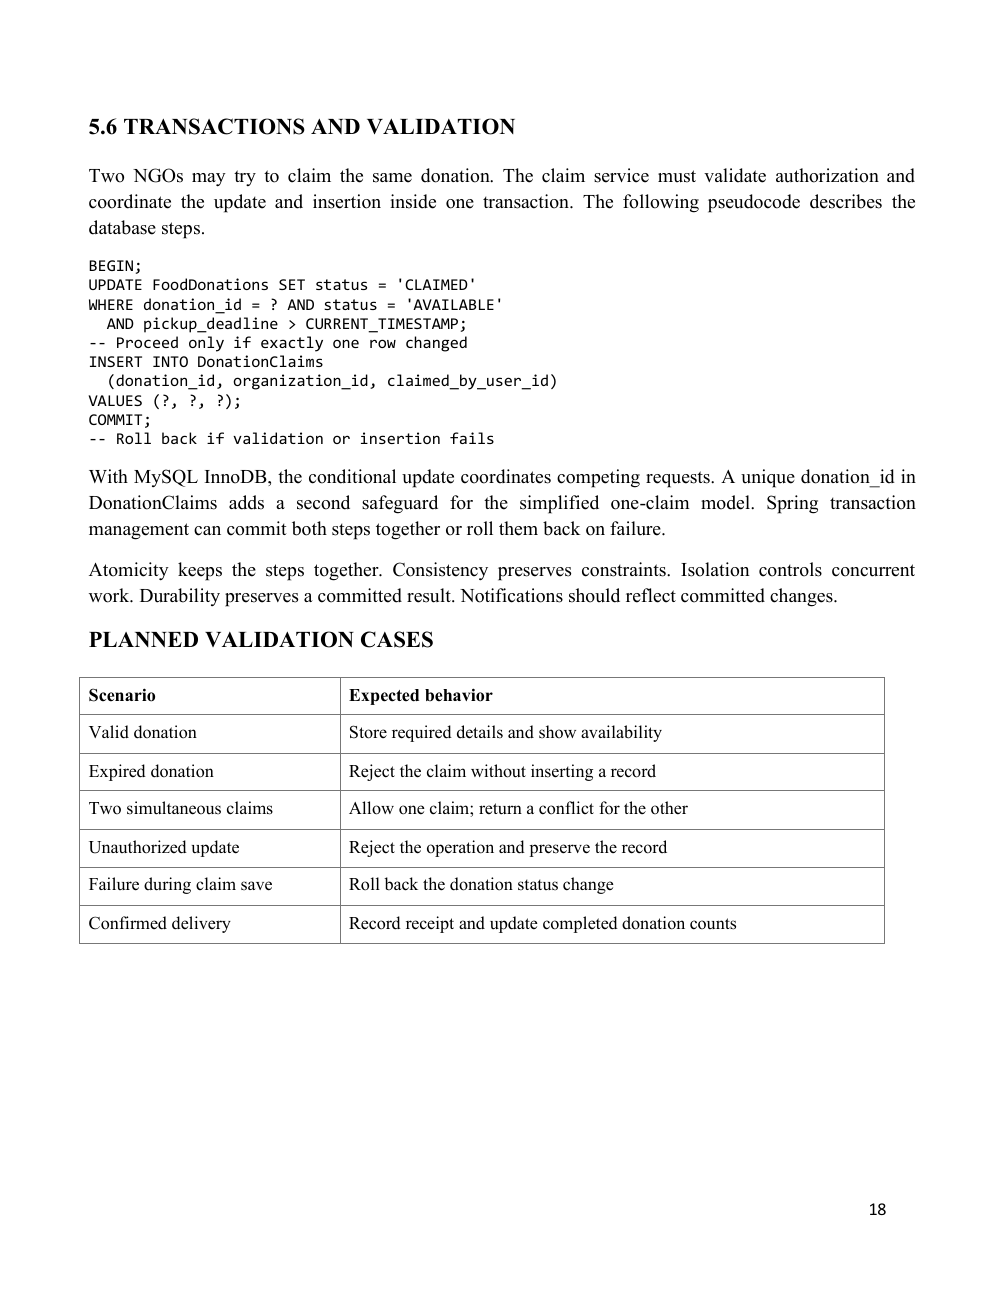 5.6 TRANSACTIONS AND VALIDATION
Two NGOs may try to claim the same donation. The claim service must validate authorization and
coordinate the update and insertion inside one transaction. The following pseudocode describes the
database steps.
BEGIN;
UPDATE FoodDonations SET status = 'CLAIMED'
WHERE donation_id = ? AND status = 'AVAILABLE'
  AND pickup_deadline > CURRENT_TIMESTAMP;
-- Proceed only if exactly one row changed
INSERT INTO DonationClaims
  (donation_id, organization_id, claimed_by_user_id)
VALUES (?, ?, ?);
COMMIT;
-- Roll back if validation or insertion fails
With MySQL InnoDB, the conditional update coordinates competing requests. A unique donation_id in
DonationClaims adds a second safeguard for the simplified one-claim model. Spring transaction
management can commit both steps together or roll them back on failure.
Atomicity keeps the steps together. Consistency preserves constraints. Isolation controls concurrent
work. Durability preserves a committed result. Notifications should reflect committed changes.
PLANNED VALIDATION CASES
Scenario Expected behavior
Valid donation Store required details and show availability
Expired donation Reject the claim without inserting a record
Two simultaneous claims Allow one claim; return a conflict for the other
Unauthorized update Reject the operation and preserve the record
Failure during claim save Roll back the donation status change
Confirmed delivery Record receipt and update completed donation counts
18